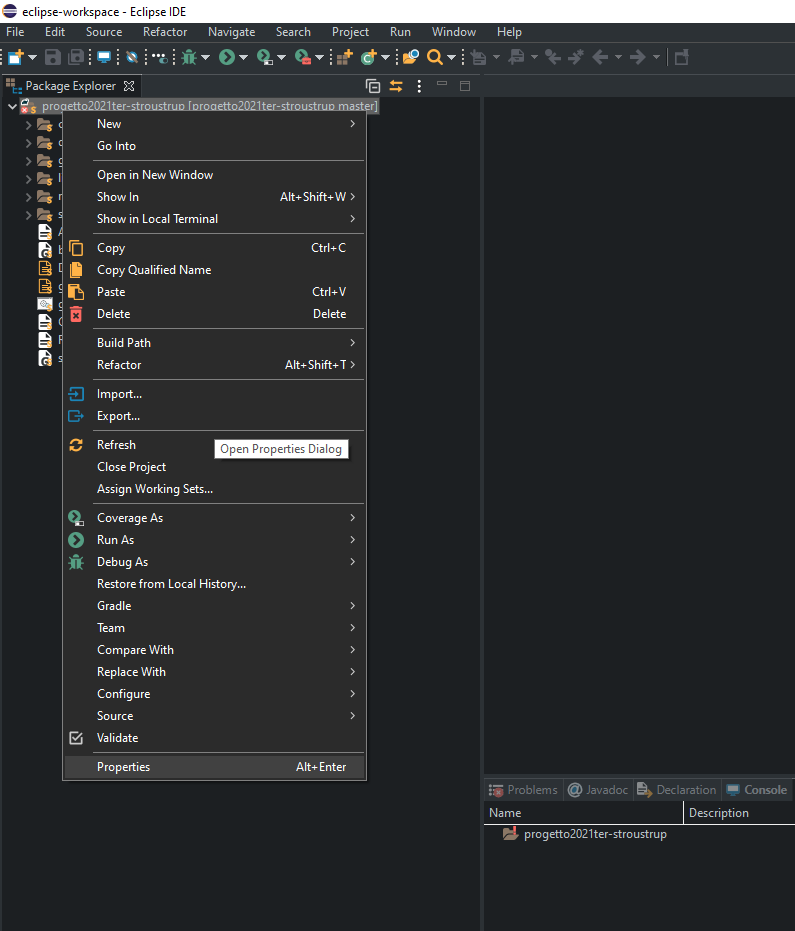 eclipse-workspace - Eclipse IDE
File Edit Source Refactor Navigate Search Project Run Window Help
Package Explorer
progetto2021ter-stroustrup [progetto2021ter-stroustrup master]
New
Go Into
Open in New Window
Show In Alt+Shift+W
Show in Local Terminal
Copy Ctrl+C
Copy Qualified Name
Paste Ctrl+V
Delete Delete
Build Path
Refactor Alt+Shift+T
Import...
Export...
Refresh
Open Properties Dialog
Close Project
Assign Working Sets...
Coverage As
Run As
Debug As
Restore from Local History...
Gradle
Team
Compare With
Replace With
Configure
Source
Validate
Properties Alt+Enter
Problems Javadoc Declaration Console
Name Description
progetto2021ter-stroustrup